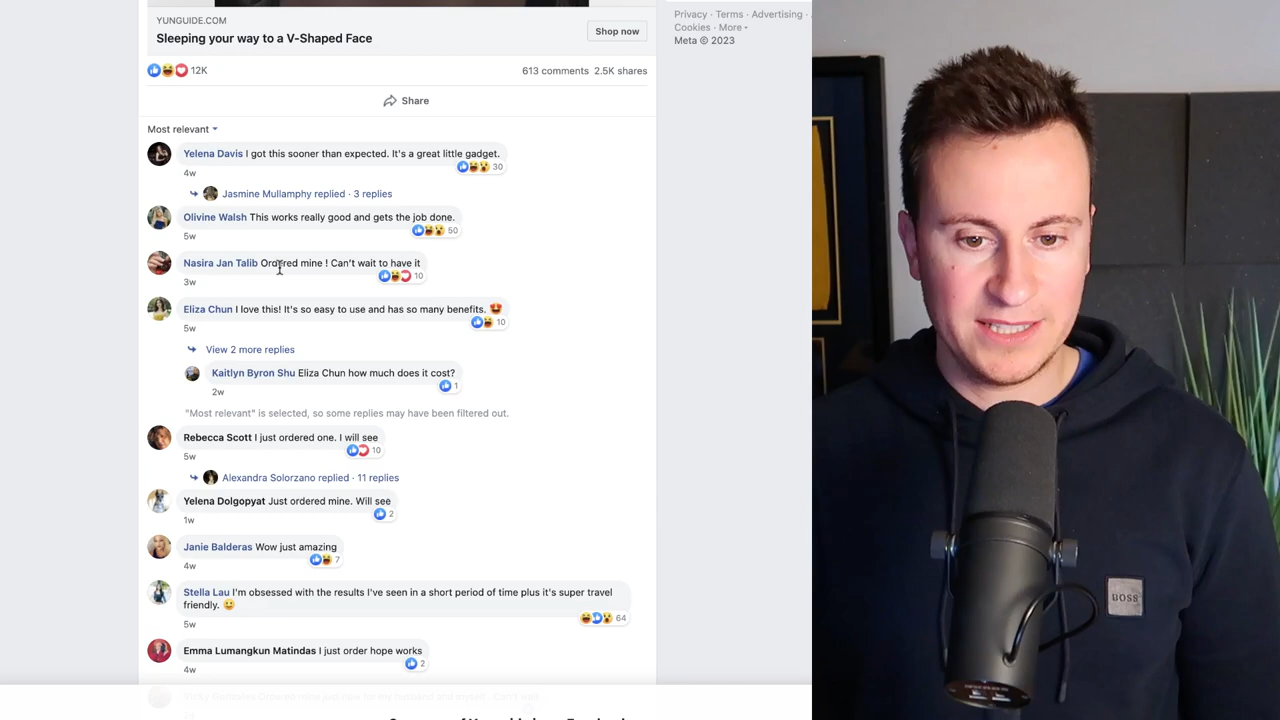 YUNGUIDE.COM
Sleeping your way to a V-Shaped Face
Shop now
Privacy · Terms · Advertising ·
Cookies · More
Meta © 2023
12K
613 comments 2.5K shares
Share
Most relevant
Yelena Davis I got this sooner than expected. It's a great little gadget.
30
4w
Jasmine Mullamphy replied · 3 replies
Olivine Walsh This works really good and gets the job done.
50
5w
Nasira Jan Talib Ordered mine ! Can't wait to have it
10
3w
Eliza Chun I love this! It's so easy to use and has so many benefits. 😍
10
5w
View 2 more replies
Kaitlyn Byron Shu Eliza Chun how much does it cost?
1
2w
"Most relevant" is selected, so some replies may have been filtered out.
Rebecca Scott I just ordered one. I will see
10
5w
Alexandra Solorzano replied · 11 replies
Yelena Dolgopyat Just ordered mine. Will see
2
1w
Janie Balderas Wow just amazing
7
4w
Stella Lau I'm obsessed with the results I've seen in a short period of time plus it's super travel
friendly. 😀
64
5w
Emma Lumangkun Matindas I just order hope works
2
4w
BOSS